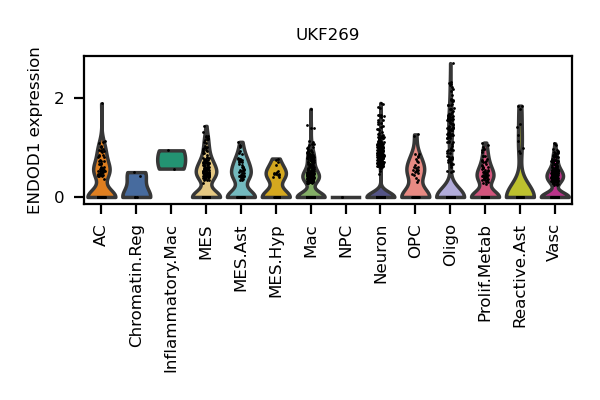 UKF269
ENDOD1 expression
2
0
AC
Chromatin.Reg
Inflammatory.Mac
MES
MES.Ast
MES.Hyp
Mac
NPC
Neuron
OPC
Oligo
Prolif.Metab
Reactive.Ast
Vasc